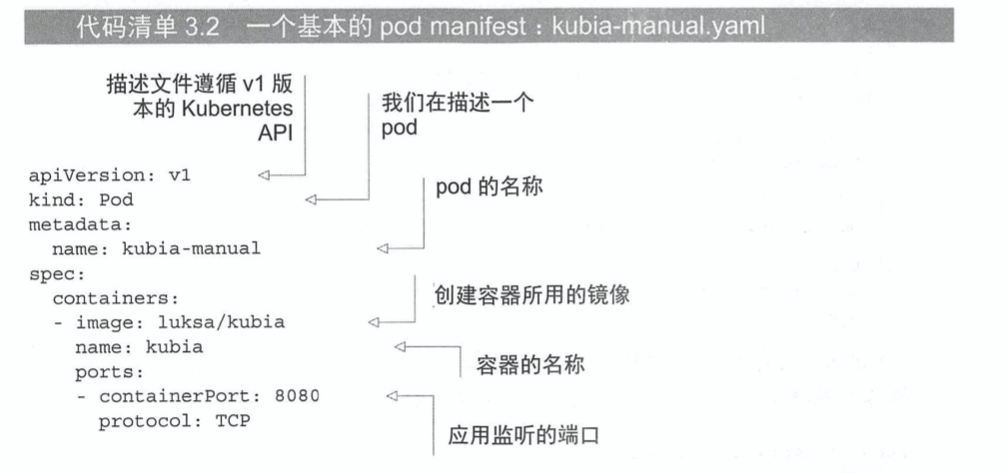 代码清单 3.2 一个基本的 pod manifest：kubia-manual.yaml
描述文件遵循 v1 版
本的 Kubernetes
API
我们在描述一个
pod
apiVersion: v1
kind: Pod
pod 的名称
metadata:
  name: kubia-manual
spec:
  containers:
创建容器所用的镜像
  - image: luksa/kubia
    name: kubia
容器的名称
    ports:
    - containerPort: 8080
      protocol: TCP
应用监听的端口